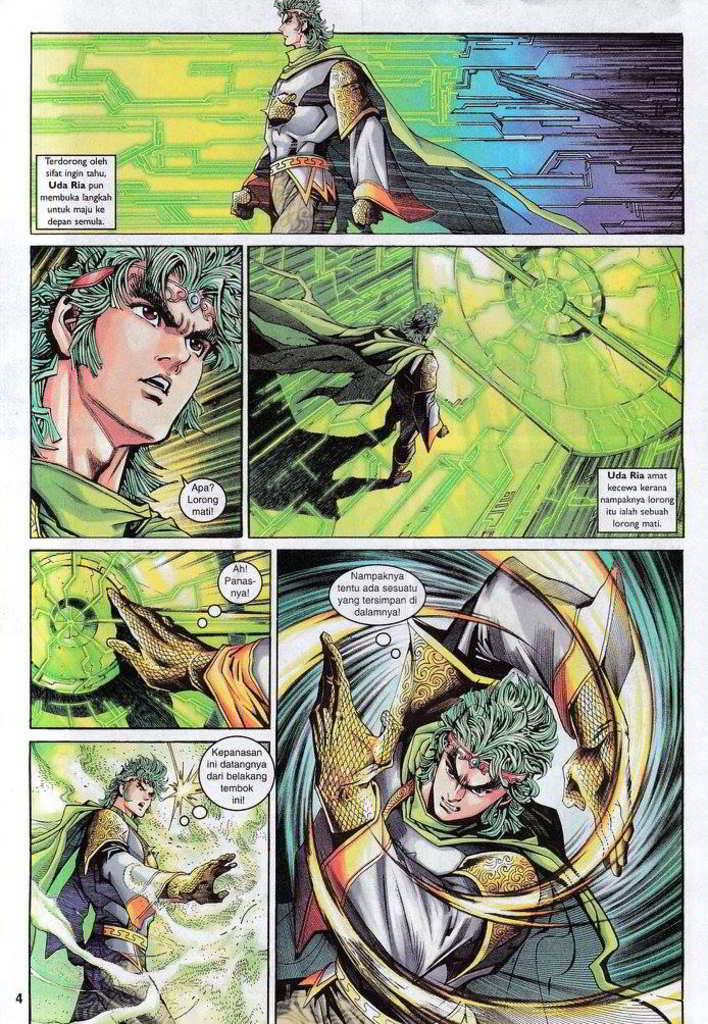 Terdorong oleh
sifat ingin tahu,
Uda Ria pun
membuka langkah
untuk maju ke
depan semula.
Apa?
Lorong
mati!
Uda Ria amat
kecewa kerana
nampaknya lorong
itu ialah sebuah
lorong mati.
Ah!
Panas-
nya!
Nampaknya
tentu ada sesuatu
yang tersimpan di
dalamnya!
Kepanasan
ini datangnya
dari belakang
tembok
ini!
4